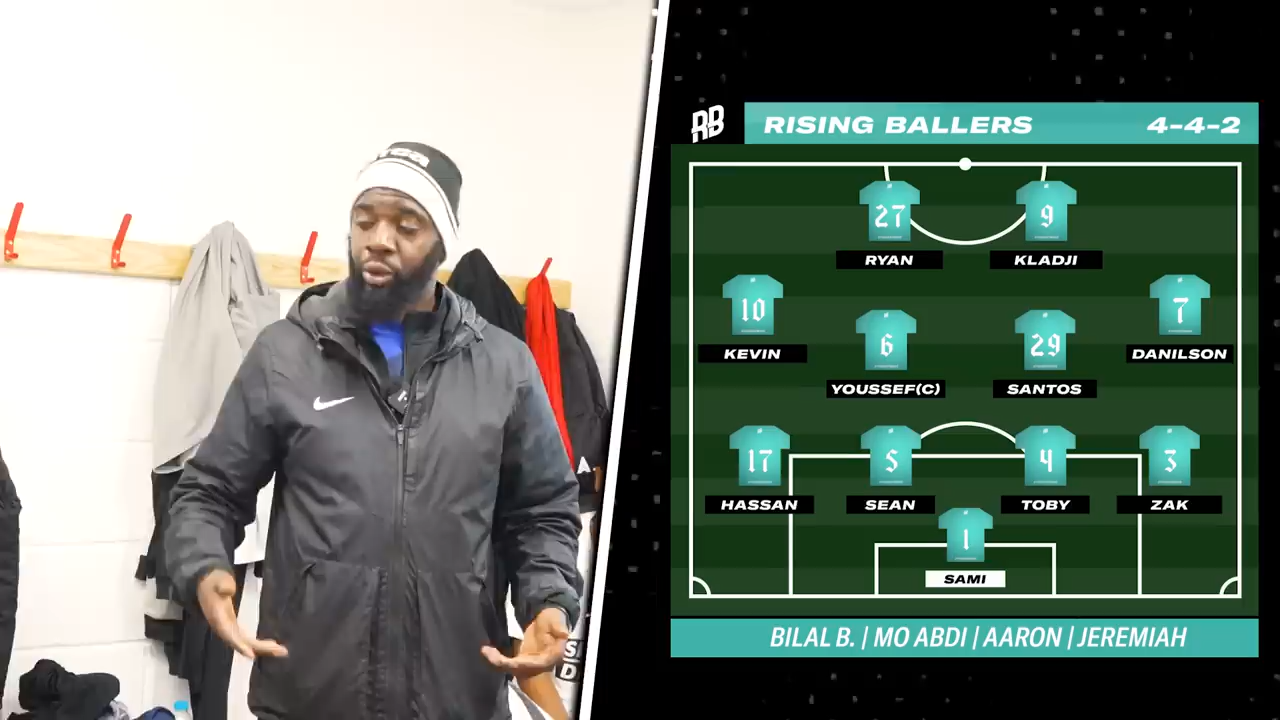 RB
RISING BALLERS 4-4-2
27 9
RYAN KLADJI
10 7
KEVIN DANILSON
6 29
YOUSSEF(C) SANTOS
17 5 4 3
HASSAN SEAN TOBY ZAK
1
SAMI
BILAL B. | MO ABDI | AARON | JEREMIAH